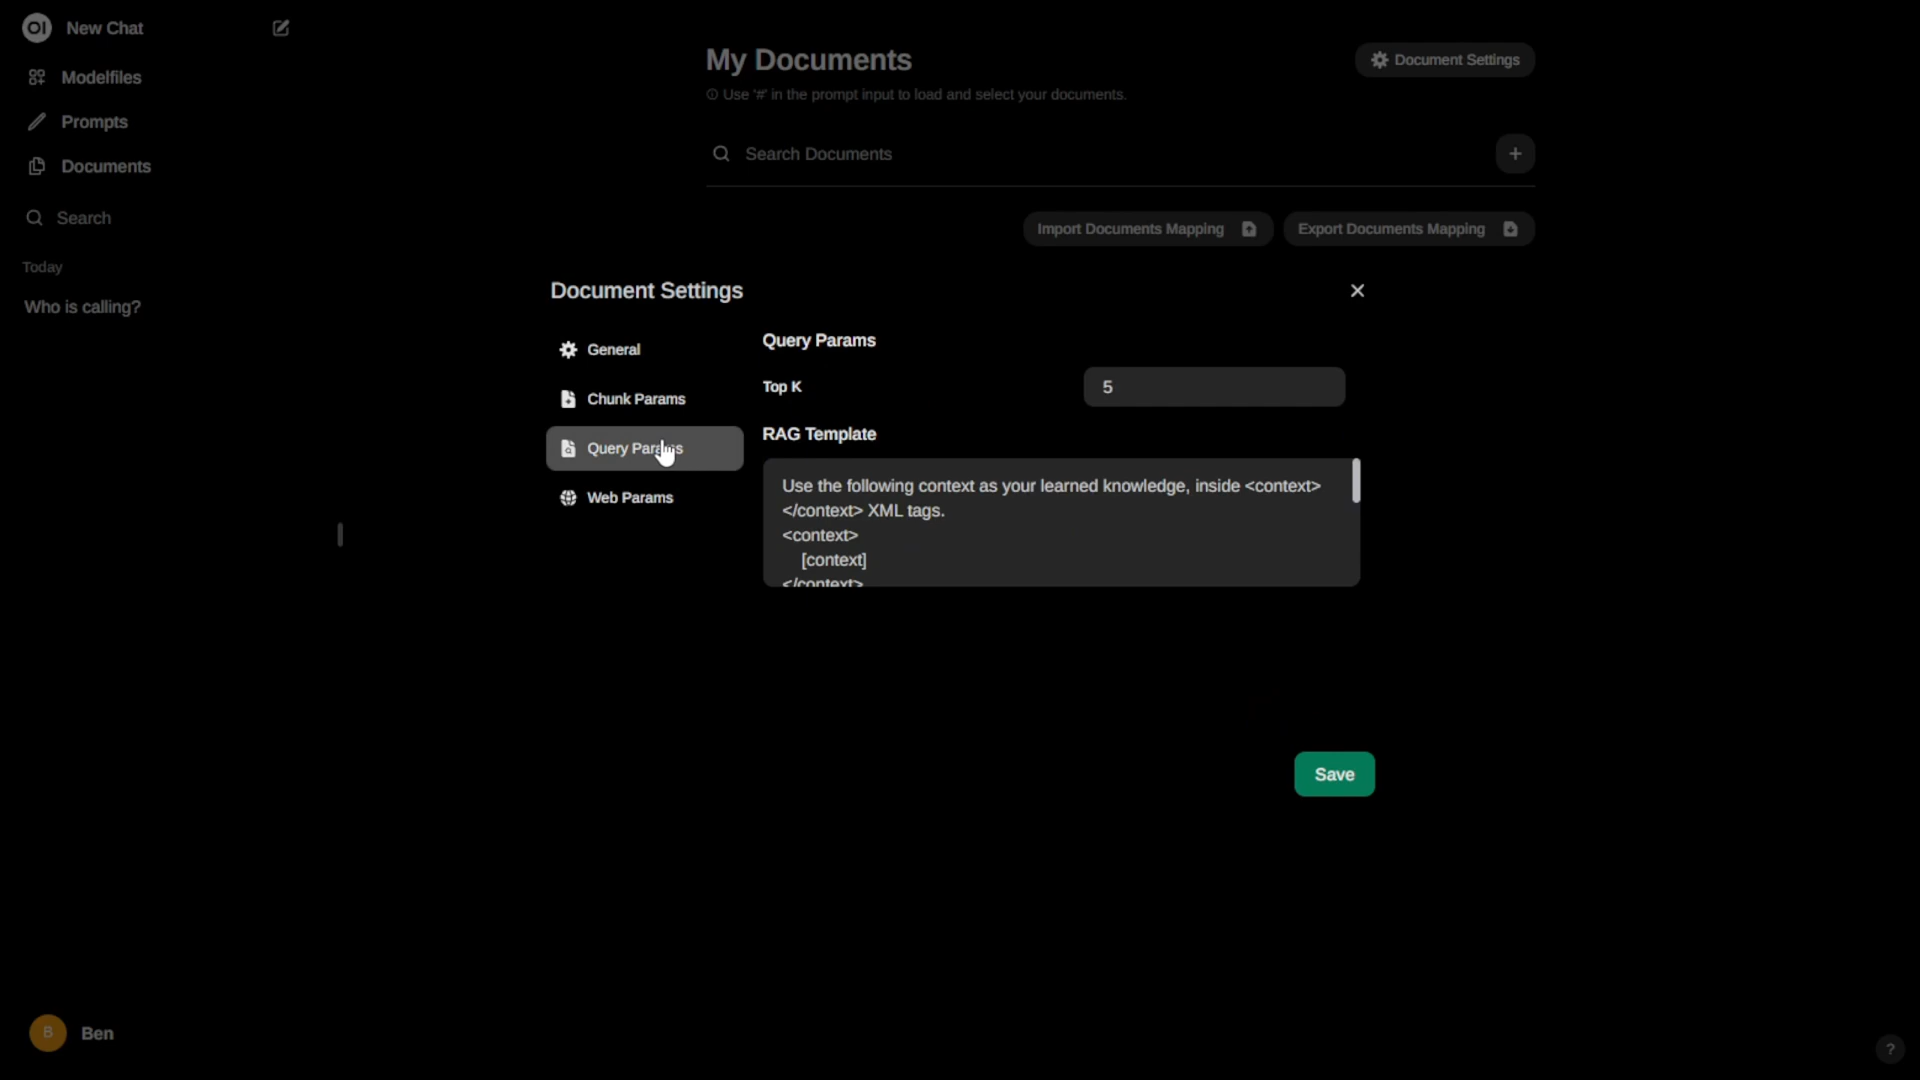 OI New Chat
Modelfiles
Prompts
Documents
Search
Today
Who is calling?
My Documents
Document Settings
Use '#' in the prompt input to load and select your documents.
Search Documents
+
Import Documents Mapping
Export Documents Mapping
Document Settings
General
Chunk Params
Query Params
Web Params
Query Params
Top K 5
RAG Template
Use the following context as your learned knowledge, inside <context>
</context> XML tags.
<context>
[context]
</context>
Save
B Ben
?